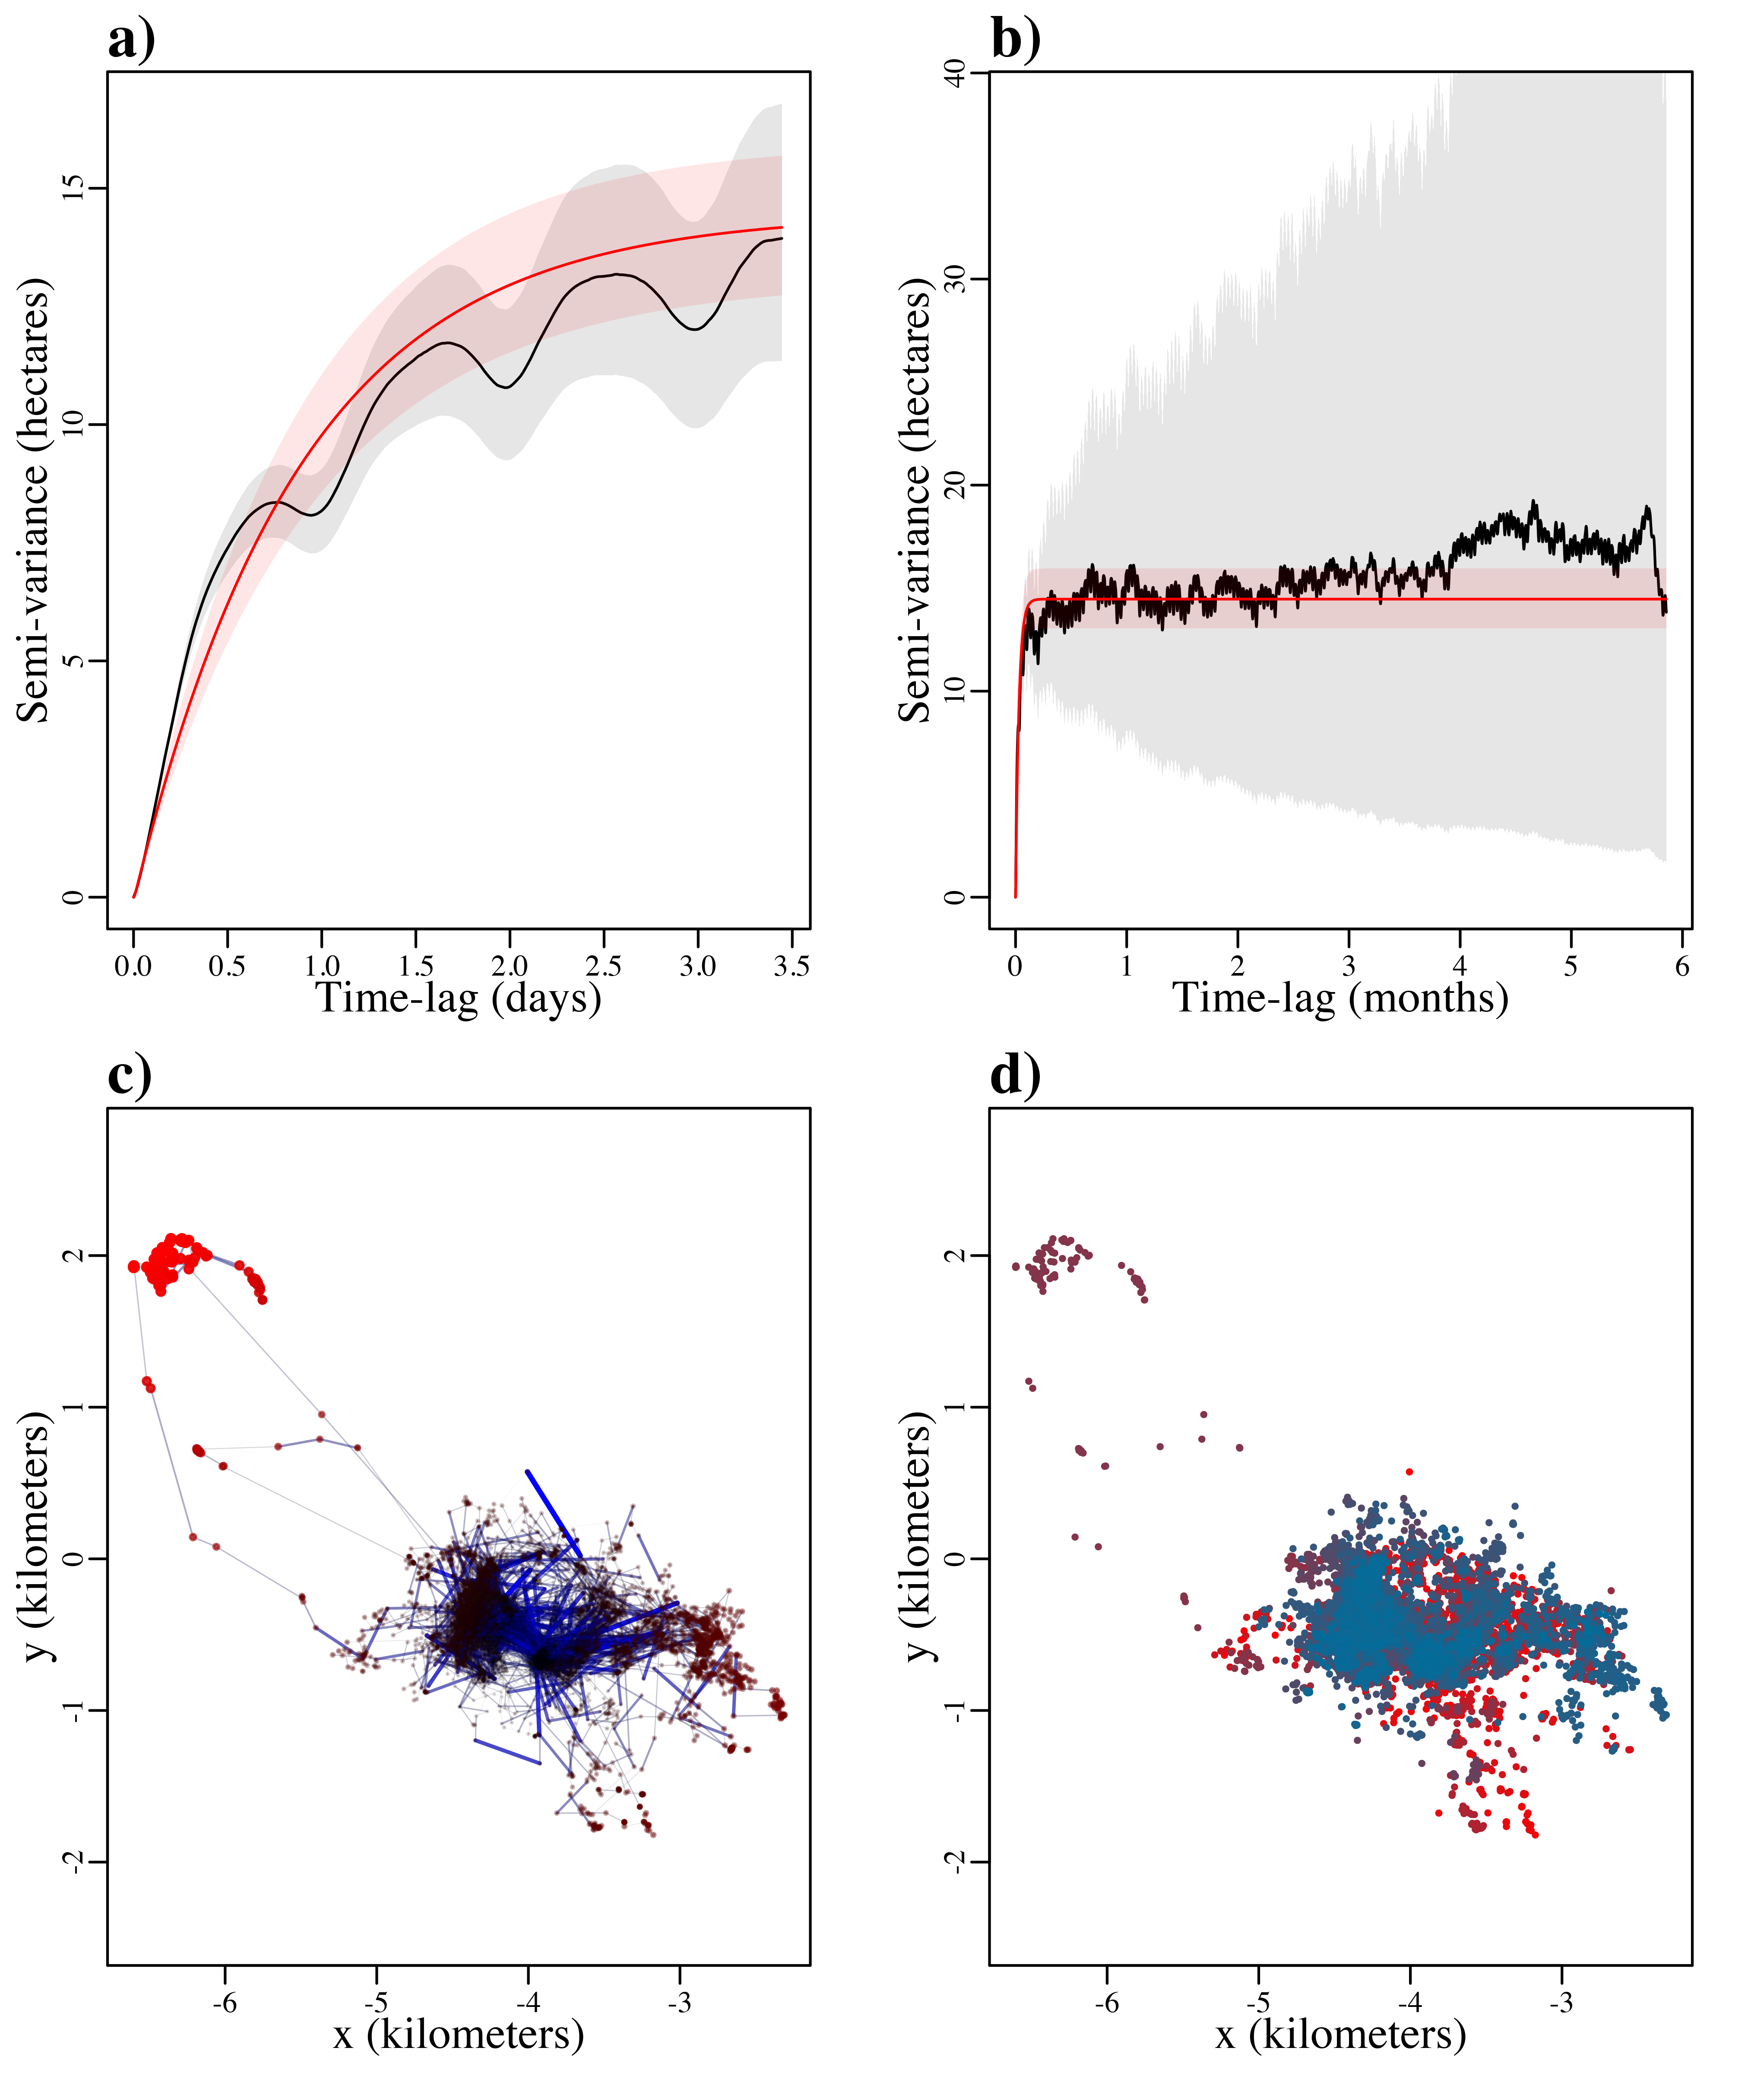 a)
Semi-variance (hectares)
15
10
5
0
0.0 0.5 1.0 1.5 2.0 2.5 3.0 3.5
Time-lag (days)
b)
Semi-variance (hectares)
40
30
20
10
0
0 1 2 3 4 5 6
Time-lag (months)
c)
y (kilometers)
2
1
0
-1
-2
-6 -5 -4 -3
x (kilometers)
d)
y (kilometers)
2
1
0
-1
-2
-6 -5 -4 -3
x (kilometers)